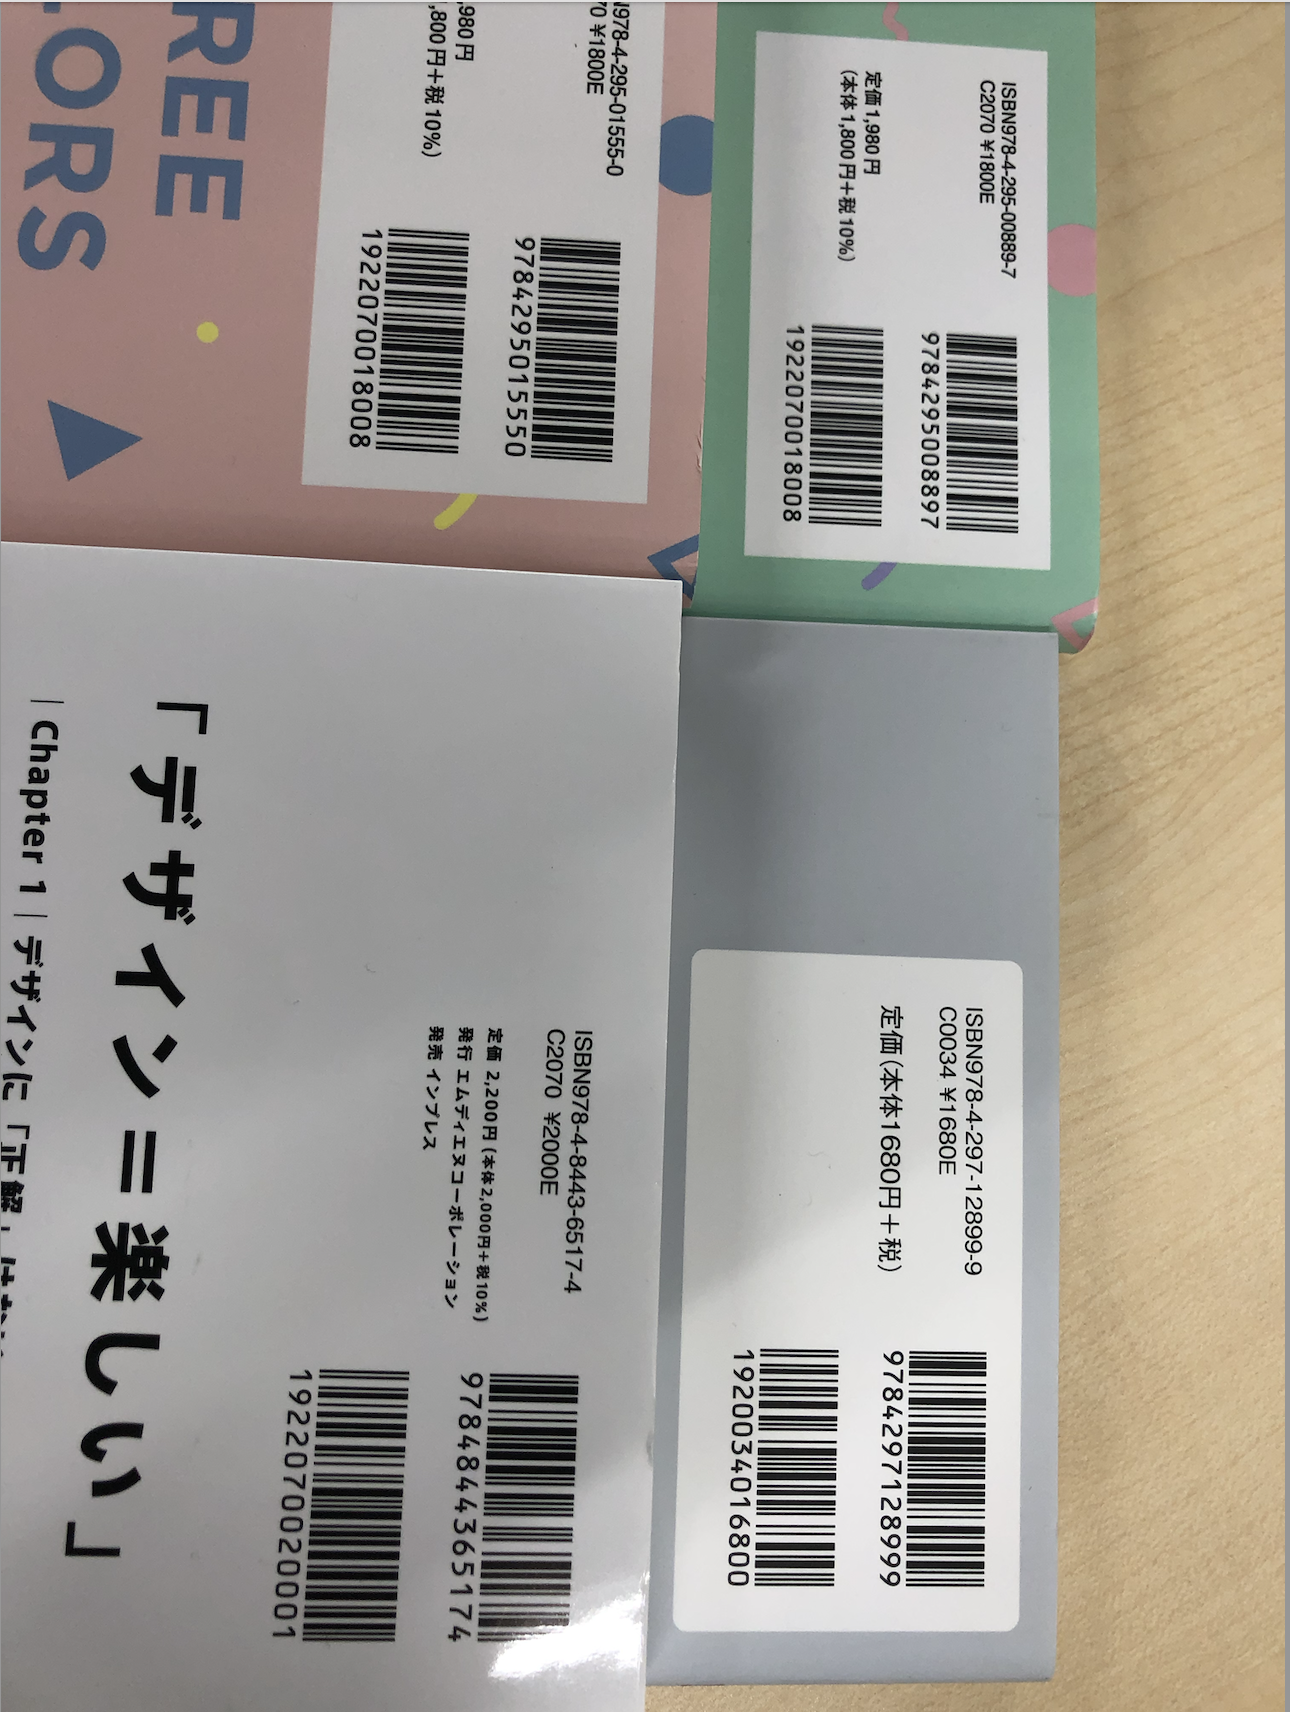 REE
LORS
N978-4-295-01555-0
70 ¥1800E
,980円
,800円+税10%)
9784295015550
1922070018008
ISBN978-4-295-00889-7
C2070 ¥1800E
定価1,980円
(本体1,800円+税10%)
9784295008897
1922070018008
「デザイン=楽しい」
|Chapter 1|デザインに「正解」はない
ISBN978-4-8443-6517-4
C2070 ¥2000E
定価 2,200円(本体2,000円+税10%)
発行 エムディエヌコーポレーション
発売 インプレス
9784844365174
1922070020001
ISBN978-4-297-12899-9
C0034 ¥1680E
定価(本体1680円+税)
9784297128999
1920034016800